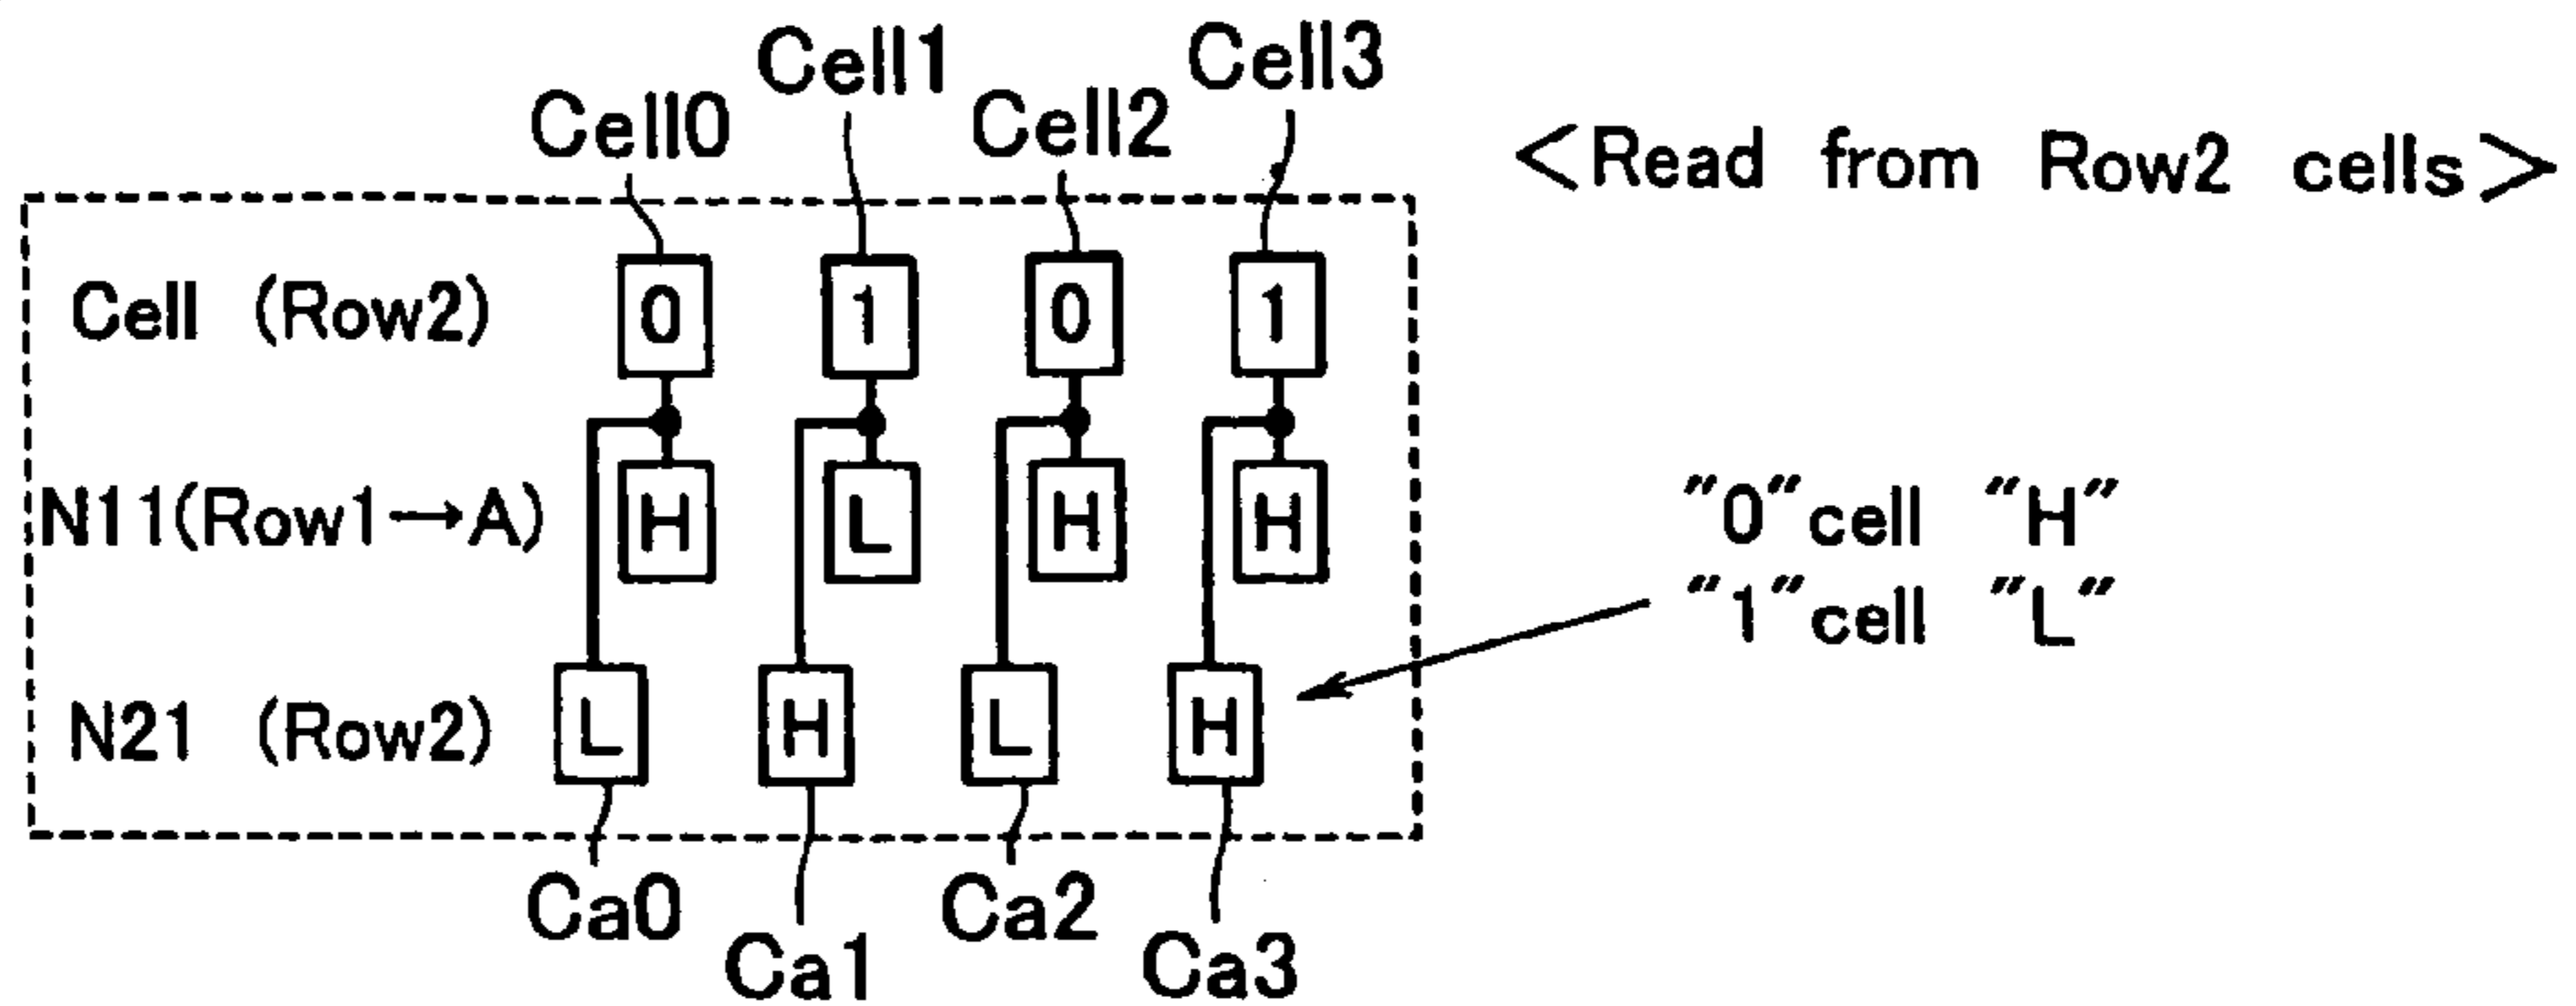 Cell0 Cell1 Cell2 Cell3
<Read from Row2 cells>
Cell (Row2) 0 1 0 1
N11(Row1→A) H L H H
"0"cell "H"
"1"cell "L"
N21 (Row2) L H L H
Ca0 Ca1 Ca2 Ca3